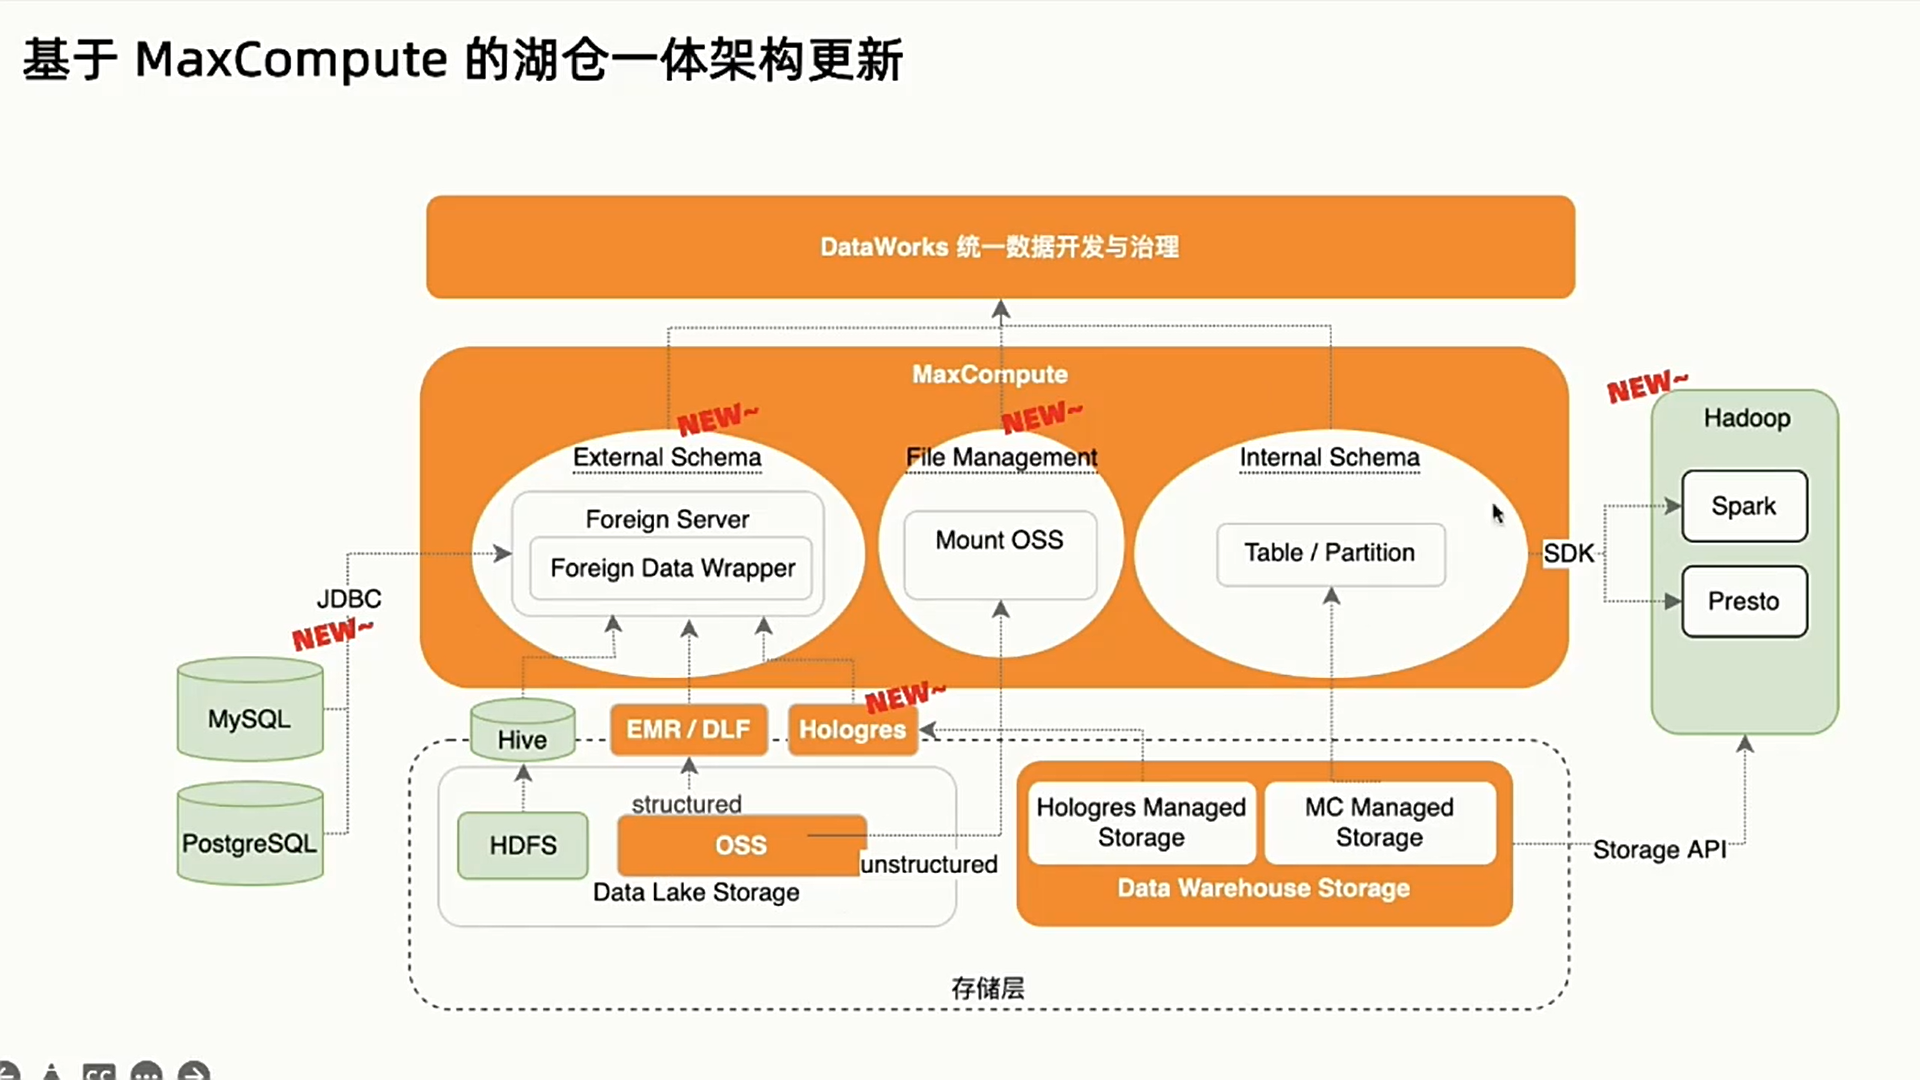 基于 MaxCompute 的湖仓一体架构更新
DataWorks 统一数据开发与治理
MaxCompute
NEW~
NEW~
NEW~
External Schema
File Management
Internal Schema
Hadoop
Foreign Server
Foreign Data Wrapper
Mount OSS
Table / Partition
SDK
Spark
Presto
JDBC
NEW~
MySQL
PostgreSQL
NEW~
Hive
EMR / DLF
Hologres
structured
HDFS
OSS
unstructured
Data Lake Storage
Hologres Managed
Storage
MC Managed
Storage
Data Warehouse Storage
Storage API
存储层
CC